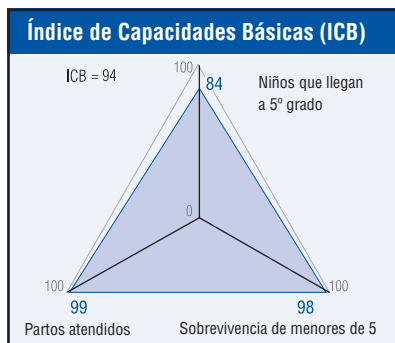 Índice de Capacidades Básicas (ICB)
ICB = 94
100
84
Niños que llegan
a 5º grado
0
100
100
99
98
Partos atendidos
Sobrevivencia de menores de 5